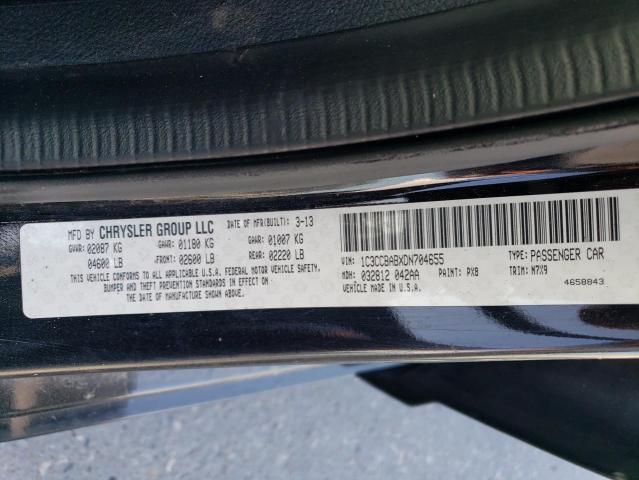 MFD BY CHRYSLER GROUP LLC DATE OF MFR(BUILT): 3-13
GVWR: 02087 KG GAWR: 01180 KG GAWR: 01007 KG
04600 LB FRONT: 02600 LB REAR: 02220 LB
THIS VEHICLE CONFORMS TO ALL APPLICABLE U.S.A. FEDERAL MOTOR VEHICLE SAFETY,
BUMPER AND THEFT PREVENTION STANDARDS IN EFFECT ON
THE DATE OF MANUFACTURE SHOWN ABOVE.
VIN: 1C3CCBABXDN704655 TYPE: PASSENGER CAR
MDH: 032812 042AA PAINT: PX8 TRIM: N7X9
VEHICLE MADE IN U.S.A. 4658843